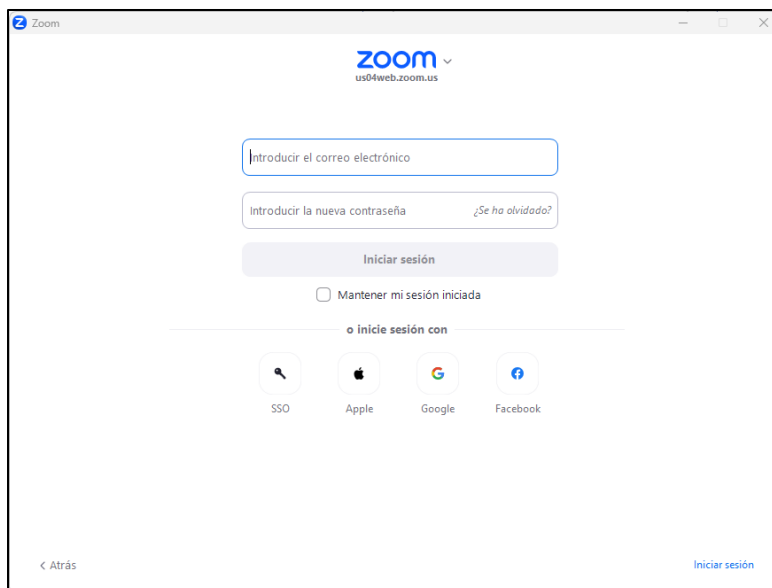 Zoom
zoom
us04web.zoom.us
Introducir el correo electrónico
Introducir la nueva contraseña ¿Se ha olvidado?
Iniciar sesión
Mantener mi sesión iniciada
o inicie sesión con
SSO Apple Google Facebook
Atrás Iniciar sesión